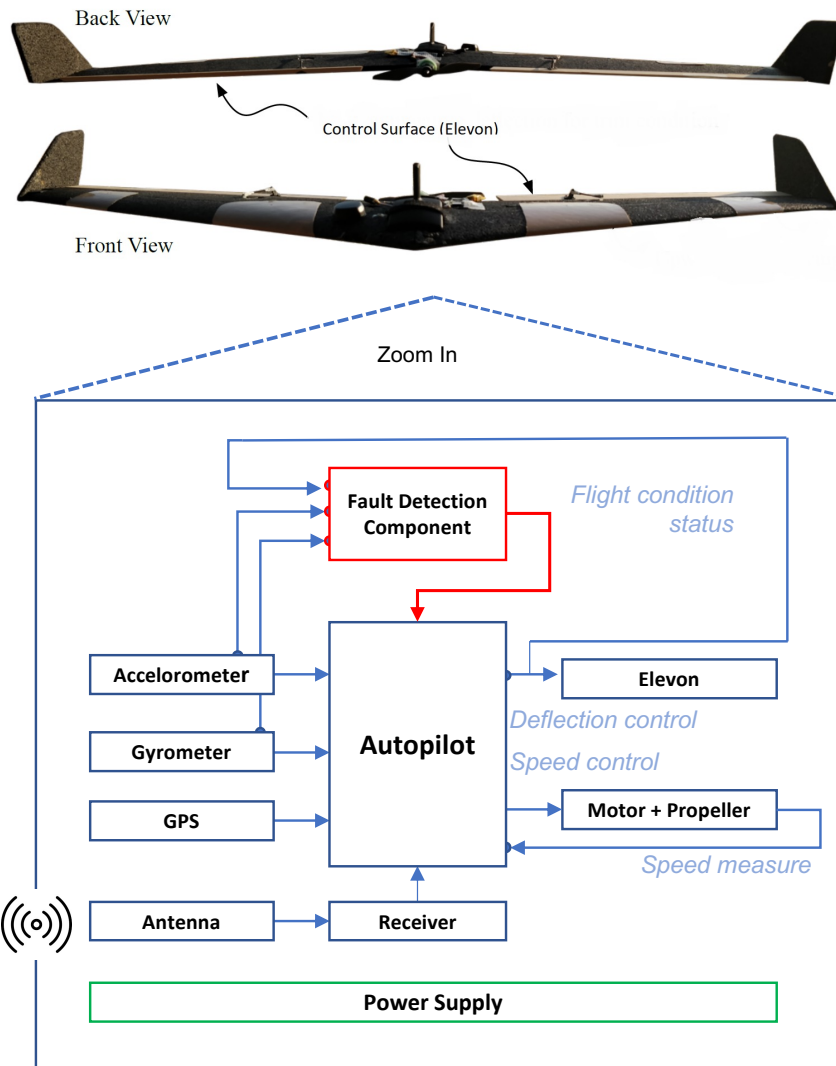 Back View
Control Surface (Elevon)
Front View
Zoom In
Fault Detection
Component
Flight condition
status
Accelorometer
Elevon
Deflection control
Gyrometer
Autopilot
Speed control
GPS
Motor + Propeller
Speed measure
Antenna
Receiver
Power Supply